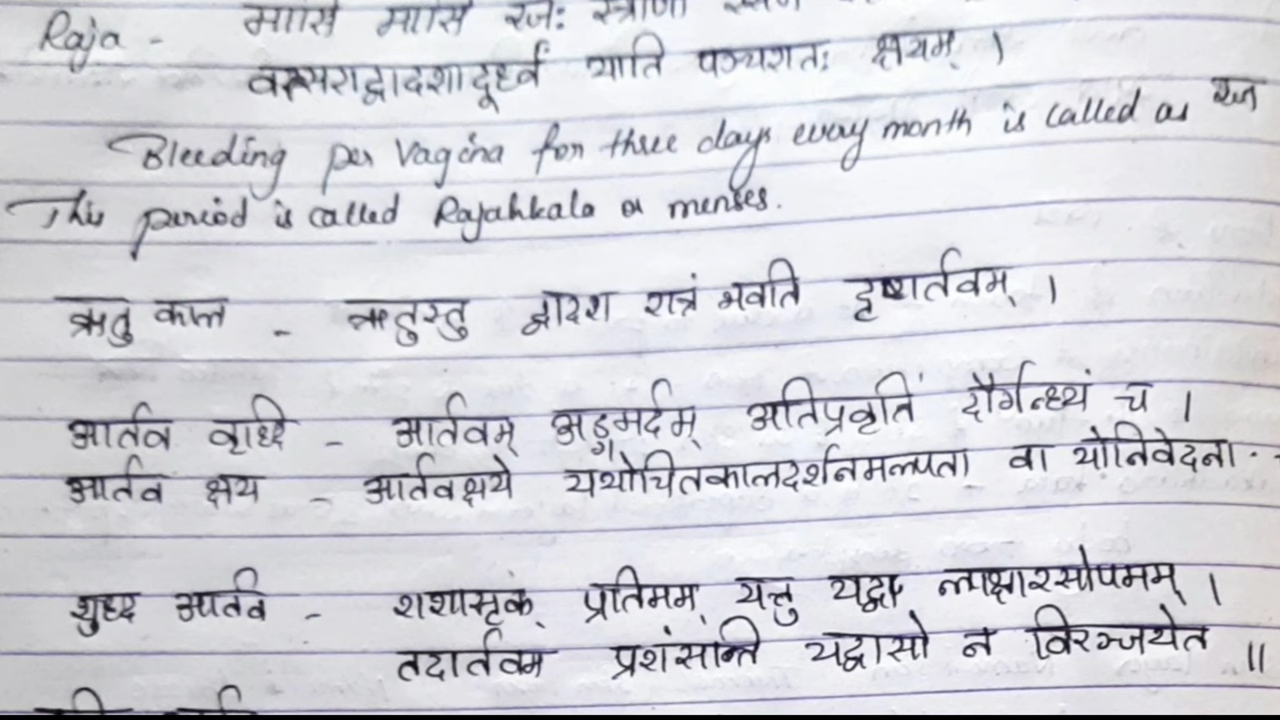 Raja - मासि मासि रजः स्त्रीणां
वत्सराद्वादशादूर्ध्वं याति पञ्चशतः क्षयम् ।
Bleeding per Vagina for three days every month is called as रज
This period is called Rajahkala or menses.
ऋतु काल - ऋतुस्तु द्वादश रात्रं भवति दृष्टार्तवम् ।
आर्तव वृध्दि - आर्तवम् अङ्गमर्दम् अतिप्रवृतिं दौर्गन्ध्यं च ।
आर्तव क्षय - आर्तवक्षये यथोचितकालदर्शनमल्पता वा योनिवेदना..
शुध्द आर्तव - शशासृकं् प्रतिमम् यत्तु यद्वा लाक्षारसोपमम् ।
तदार्तवम प्रशंसन्ति यद्वासो न विरञ्जयेत ॥